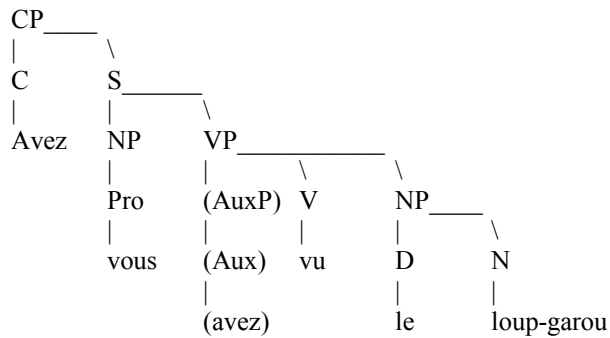 CP
C S
Avez NP VP
Pro (AuxP) V NP
vous (Aux) vu D N
(avez) le loup-garou